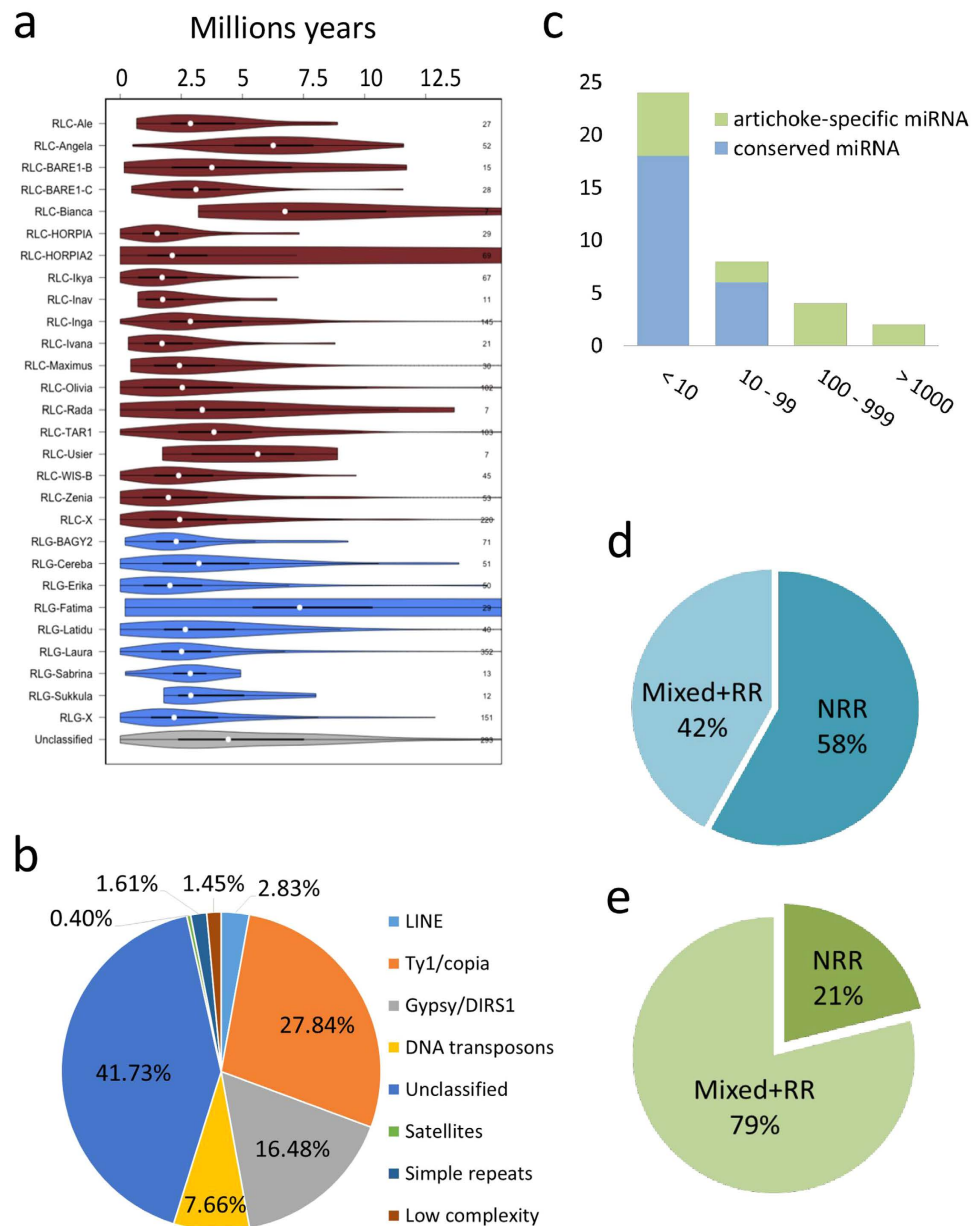 a
Millions years
0 2.5 5 7.5 10 12.5
RLC-Ale 27
RLC-Angela 52
RLC-BARE1-B 15
RLC-BARE1-C 28
RLC-Bianca 7
RLC-HORPIA 29
RLC-HORPIA2 69
RLC-Ikya 67
RLC-Inav 11
RLC-Inga 145
RLC-Ivana 21
RLC-Maximus 30
RLC-Olivia 102
RLC-Rada 7
RLC-TAR1 103
RLC-Usier 7
RLC-WIS-B 45
RLC-Zenia 53
RLC-X 220
RLG-BAGY2 71
RLG-Cereba 51
RLG-Erika 50
RLG-Fatima 29
RLG-Latidu 40
RLG-Laura 352
RLG-Sabrina 13
RLG-Sukkula 12
RLG-X 151
Unclassified 293
b
1.61%
1.45%
2.83%
0.40%
27.84%
41.73%
16.48%
7.66%
LINE
Ty1/copia
Gypsy/DIRS1
DNA transposons
Unclassified
Satellites
Simple repeats
Low complexity
c
25
20
15
10
5
0
artichoke-specific miRNA
conserved miRNA
< 10
10 - 99
100 - 999
> 1000
d
Mixed+RR
42%
NRR
58%
e
NRR
21%
Mixed+RR
79%